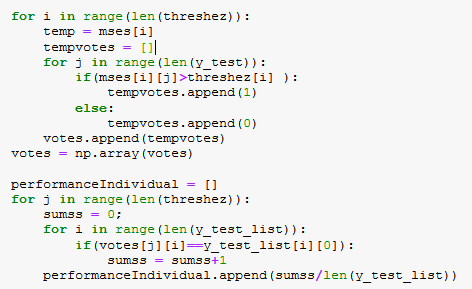 for i in range(len(threshez)):
    temp = mses[i]
    tempvotes = []
    for j in range(len(y_test)):
        if(mses[i][j]>threshez[i] ):
            tempvotes.append(1)
        else:
            tempvotes.append(0)
    votes.append(tempvotes)
votes = np.array(votes)

performanceIndividual = []
for j in range(len(threshez)):
    sumss = 0;
    for i in range(len(y_test_list)):
        if(votes[j][i]==y_test_list[i][0]):
            sumss = sumss+1
    performanceIndividual.append(sumss/len(y_test_list))